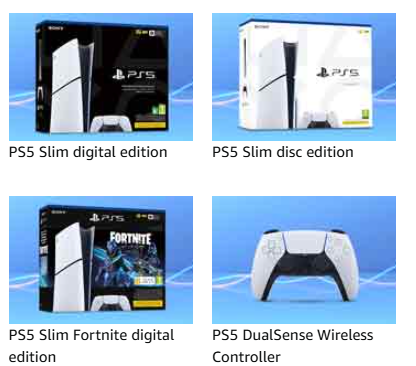 SONY
PS5
PS5 Slim digital edition
SONY
PS5
PS5 Slim disc edition
SONY
PS5
FORTNITE
PS5 Slim Fortnite digital
edition
PS5 DualSense Wireless
Controller